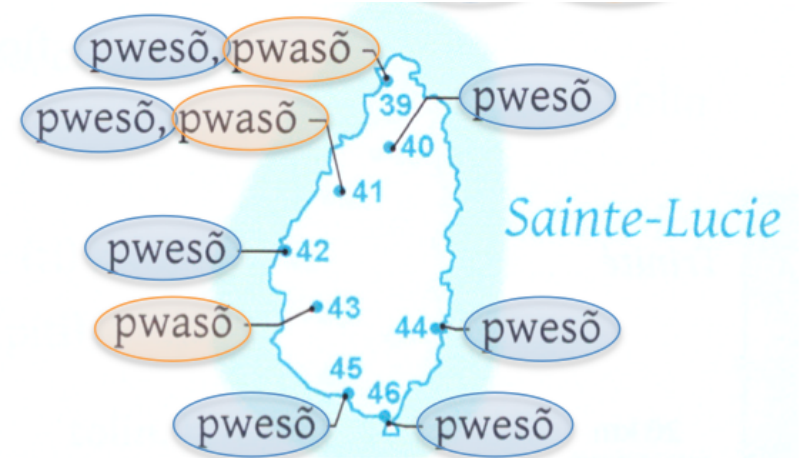 pwesõ, pwasõ
39
pwesõ
pwesõ, pwasõ
40
41
Sainte-Lucie
pwesõ
42
pwasõ
43
44
pwesõ
45
46
pwesõ
pwesõ